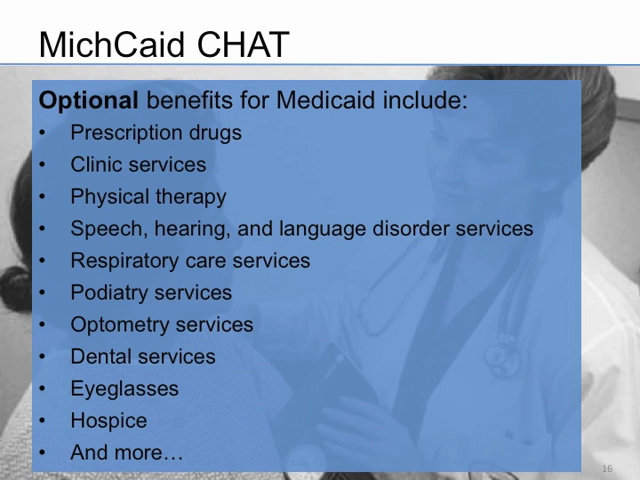 MichCaid CHAT
Optional benefits for Medicaid include:
• Prescription drugs
• Clinic services
• Physical therapy
• Speech, hearing, and language disorder services
• Respiratory care services
• Podiatry services
• Optometry services
• Dental services
• Eyeglasses
• Hospice
• And more…
16